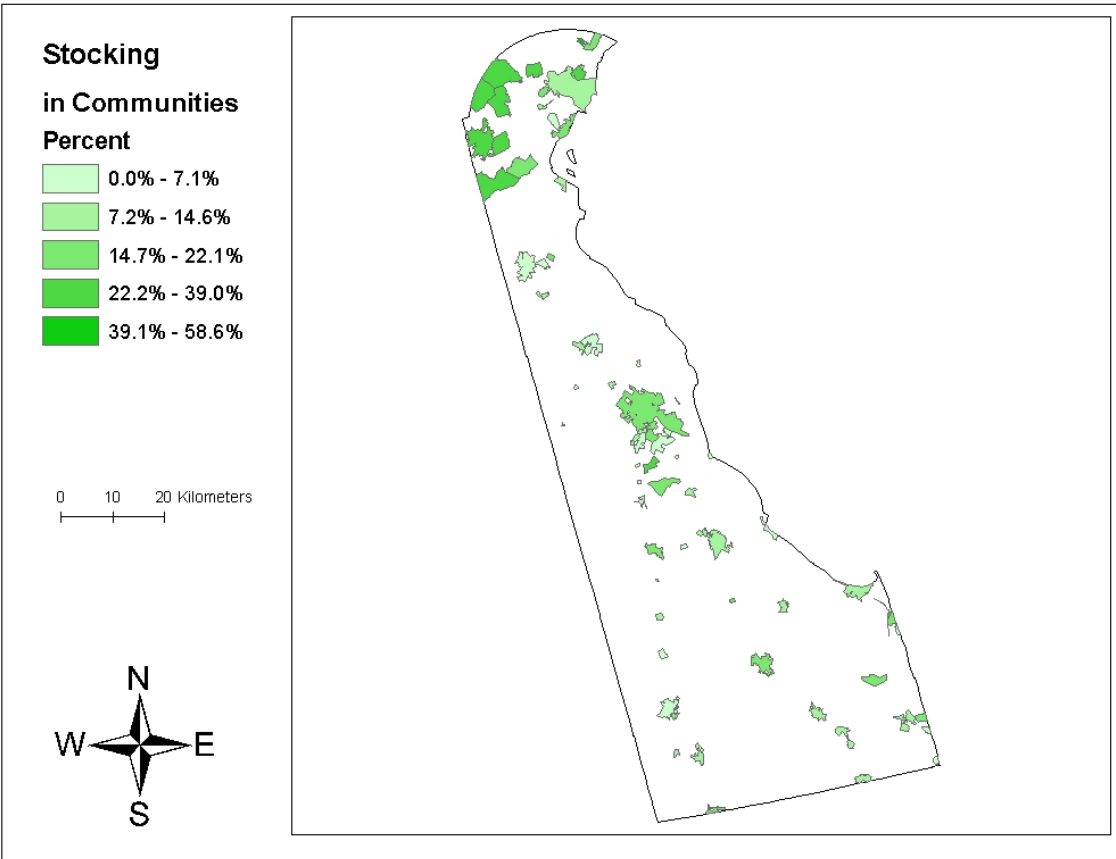 Stocking
in Communities
Percent
0.0% - 7.1%
7.2% - 14.6%
14.7% - 22.1%
22.2% - 39.0%
39.1% - 58.6%
0 10 20 Kilometers
N
W E
S